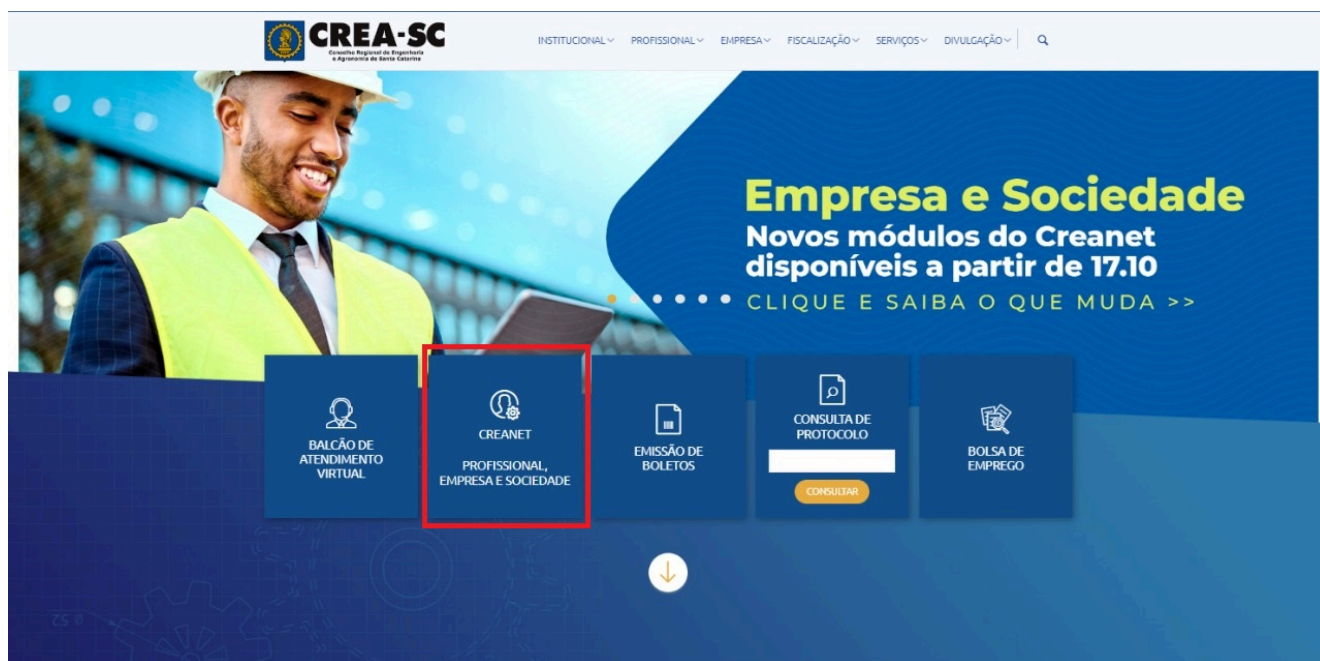 CREA-SC
Conselho Regional de Engenharia
e Agronomia de Santa Catarina
INSTITUCIONAL PROFISSIONAL EMPRESA FISCALIZAÇÃO SERVIÇOS DIVULGAÇÃO
Empresa e Sociedade
Novos módulos do Creanet
disponíveis a partir de 17.10
CLIQUE E SAIBA O QUE MUDA >>
BALCÃO DE
ATENDIMENTO
VIRTUAL
CREANET
PROFISSIONAL,
EMPRESA E SOCIEDADE
EMISSÃO DE
BOLETOS
CONSULTA DE
PROTOCOLO
CONSULTAR
BOLSA DE
EMPREGO